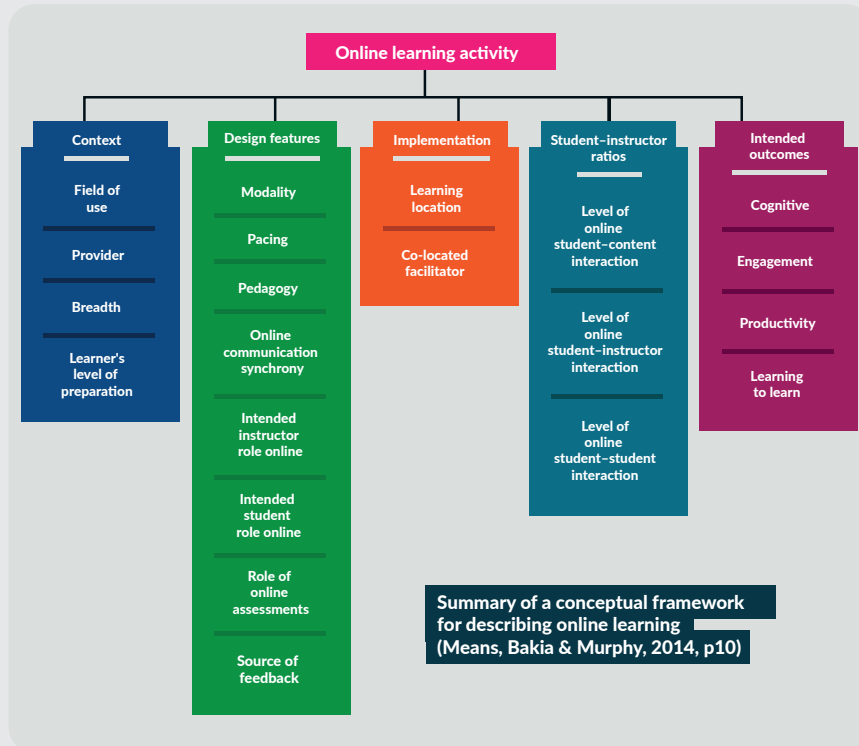 Online learning activity
Context
Field of
use
Provider
Breadth
Learner's
level of
preparation
Design features
Modality
Pacing
Pedagogy
Online
communication
synchrony
Intended
instructor
role online
Intended
student
role online
Role of
online
assessments
Source of
feedback
Implementation
Learning
location
Co-located
facilitator
Student–instructor
ratios
Level of
online
student–content
interaction
Level of
online
student–instructor
interaction
Level of
online
student–student
interaction
Intended
outcomes
Cognitive
Engagement
Productivity
Learning
to learn
Summary of a conceptual framework
for describing online learning
(Means, Bakia & Murphy, 2014, p10)